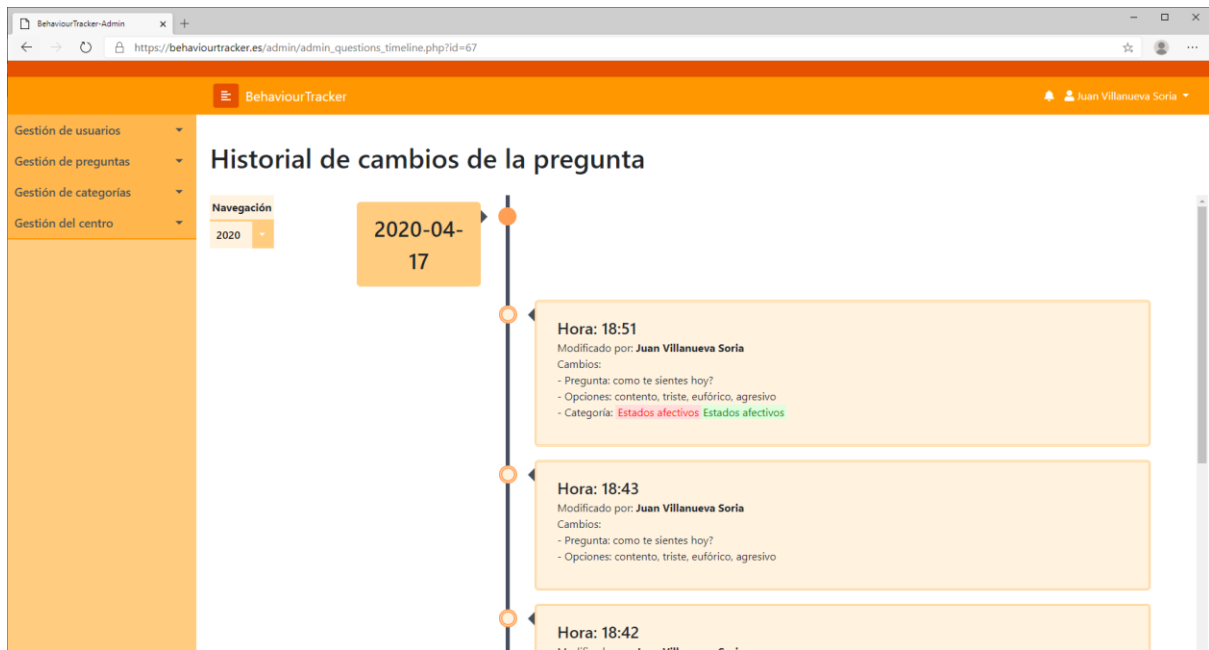 BehaviourTracker-Admin
https://behaviourtracker.es/admin/admin_questions_timeline.php?id=67
BehaviourTracker
Juan Villanueva Soria
Gestión de usuarios
Gestión de preguntas
Gestión de categorías
Gestión del centro
Historial de cambios de la pregunta
Navegación
2020
2020-04-
17
Hora: 18:51
Modificado por: Juan Villanueva Soria
Cambios:
- Pregunta: como te sientes hoy?
- Opciones: contento, triste, eufórico, agresivo
- Categoría: Estados afectivos Estados afectivos
Hora: 18:43
Modificado por: Juan Villanueva Soria
Cambios:
- Pregunta: como te sientes hoy?
- Opciones: contento, triste, eufórico, agresivo
Hora: 18:42